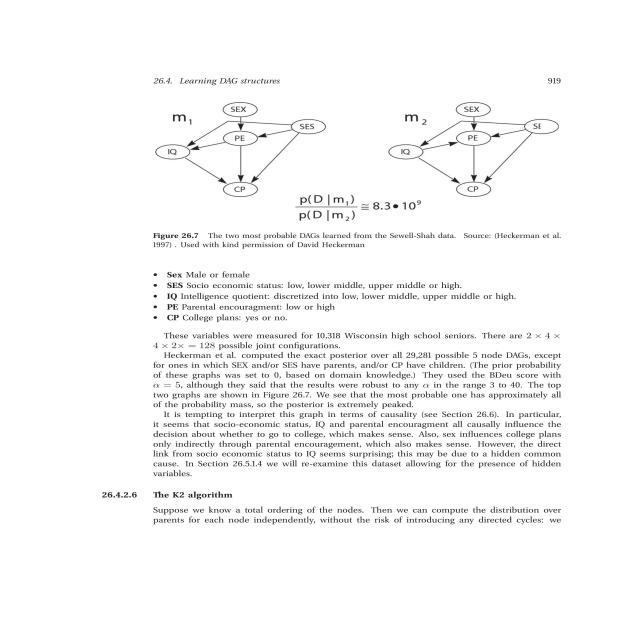 26.4. Learning DAG structures 919
m1
SEX
SES
PE
IQ
CP
m2
SEX
SE
PE
IQ
CP
p(D | m1)
p(D | m2)
≅ 8.3 • 10^9
Figure 26.7 The two most probable DAGs learned from the Sewell-Shah data. Source: (Heckerman et al.
1997) . Used with kind permission of David Heckerman
• Sex Male or female
• SES Socio economic status: low, lower middle, upper middle or high.
• IQ Intelligence quotient: discretized into low, lower middle, upper middle or high.
• PE Parental encouragment: low or high
• CP College plans: yes or no.
These variables were measured for 10,318 Wisconsin high school seniors. There are 2 × 4 ×
4 × 2× = 128 possible joint configurations.
Heckerman et al. computed the exact posterior over all 29,281 possible 5 node DAGs, except
for ones in which SEX and/or SES have parents, and/or CP have children. (The prior probability
of these graphs was set to 0, based on domain knowledge.) They used the BDeu score with
α = 5, although they said that the results were robust to any α in the range 3 to 40. The top
two graphs are shown in Figure 26.7. We see that the most probable one has approximately all
of the probability mass, so the posterior is extremely peaked.
It is tempting to interpret this graph in terms of causality (see Section 26.6). In particular,
it seems that socio-economic status, IQ and parental encouragment all causally influence the
decision about whether to go to college, which makes sense. Also, sex influences college plans
only indirectly through parental encouragement, which also makes sense. However, the direct
link from socio economic status to IQ seems surprising; this may be due to a hidden common
cause. In Section 26.5.1.4 we will re-examine this dataset allowing for the presence of hidden
variables.
26.4.2.6 The K2 algorithm
Suppose we know a total ordering of the nodes. Then we can compute the distribution over
parents for each node independently, without the risk of introducing any directed cycles: we